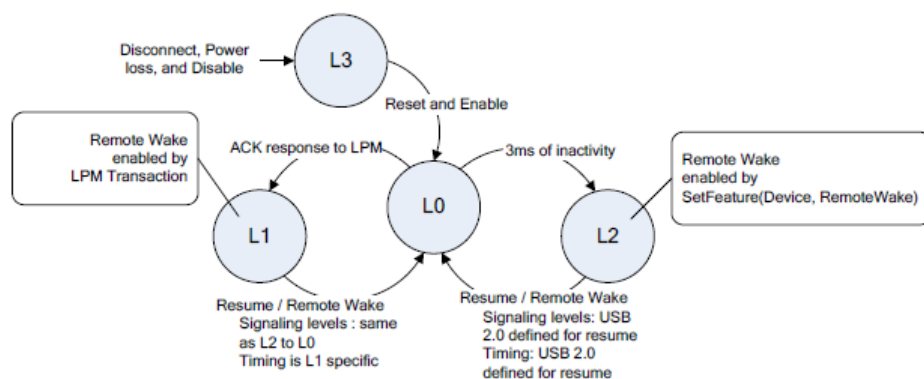 Disconnect, Power
loss, and Disable
L3
Reset and Enable
Remote Wake
enabled by
LPM Transaction
ACK response to LPM
3ms of inactivity
Remote Wake
enabled by
SetFeature(Device, RemoteWake)
L1
L0
L2
Resume / Remote Wake
Signaling levels : same
as L2 to L0
Timing is L1 specific
Resume / Remote Wake
Signaling levels: USB
2.0 defined for resume
Timing: USB 2.0
defined for resume